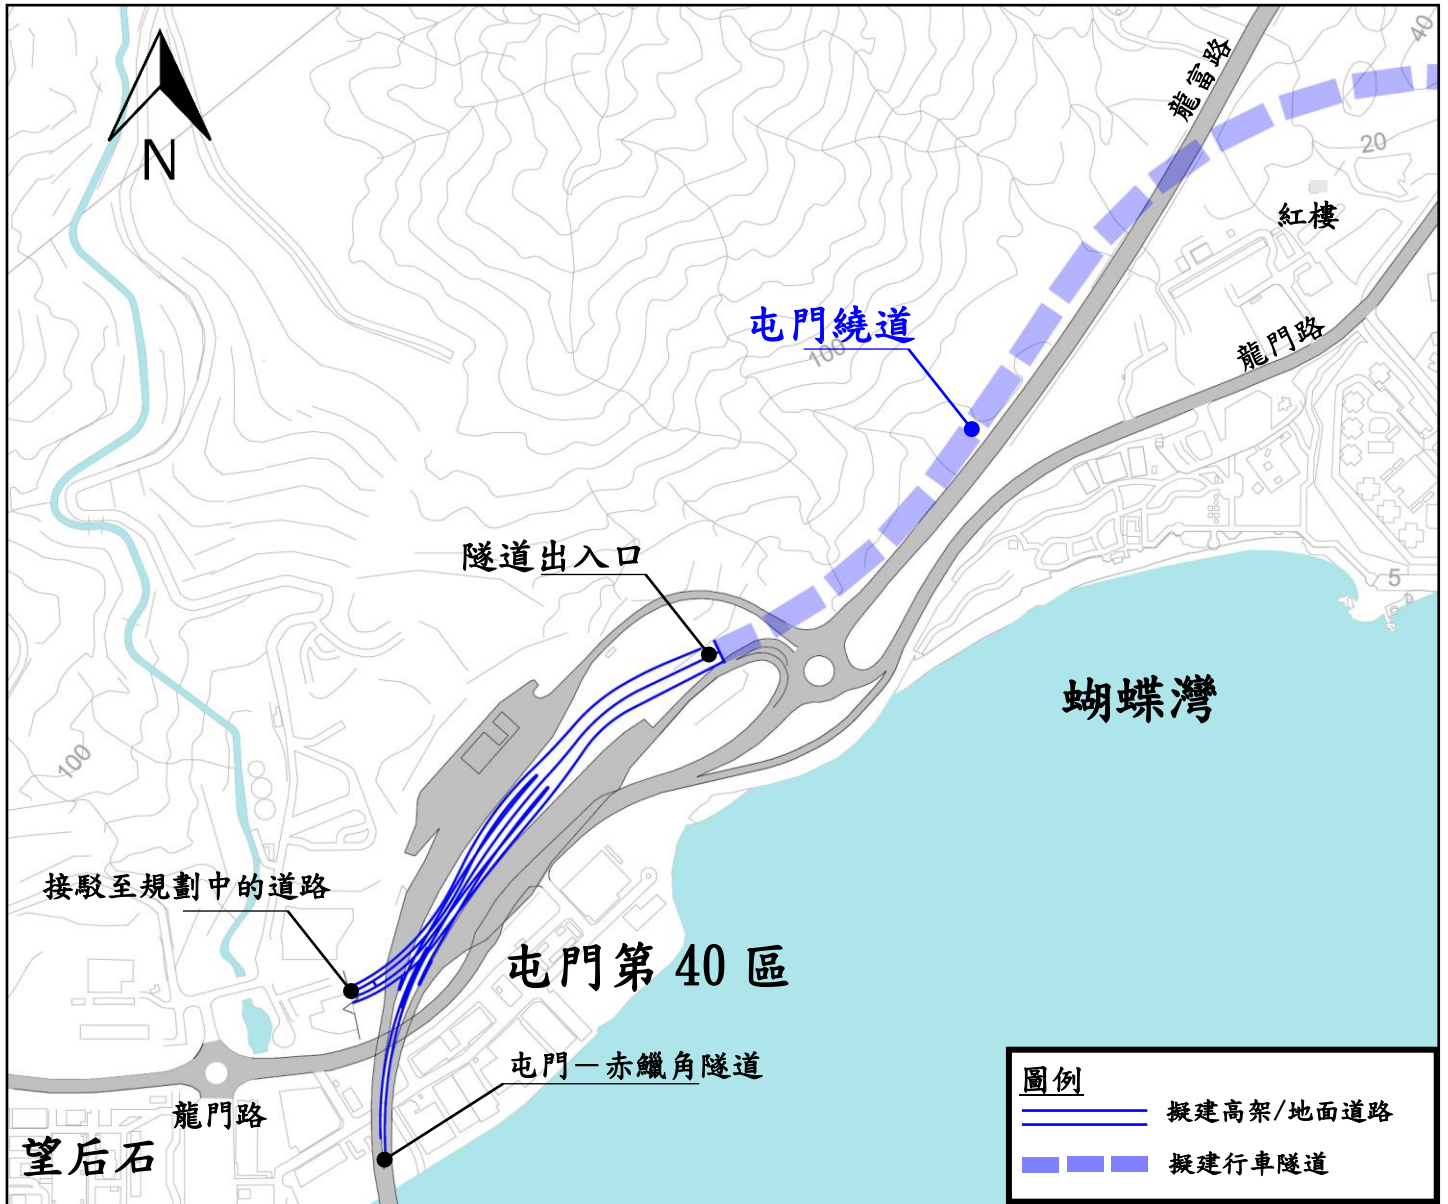 40
龍富路
20
N
紅樓
屯門繞道
100
龍門路
隧道出入口
5
蝴蝶灣
100
接駁至規劃中的道路
屯門第 40 區
屯門－赤鱲角隧道
龍門路
望后石
圖例
擬建高架/地面道路
擬建行車隧道